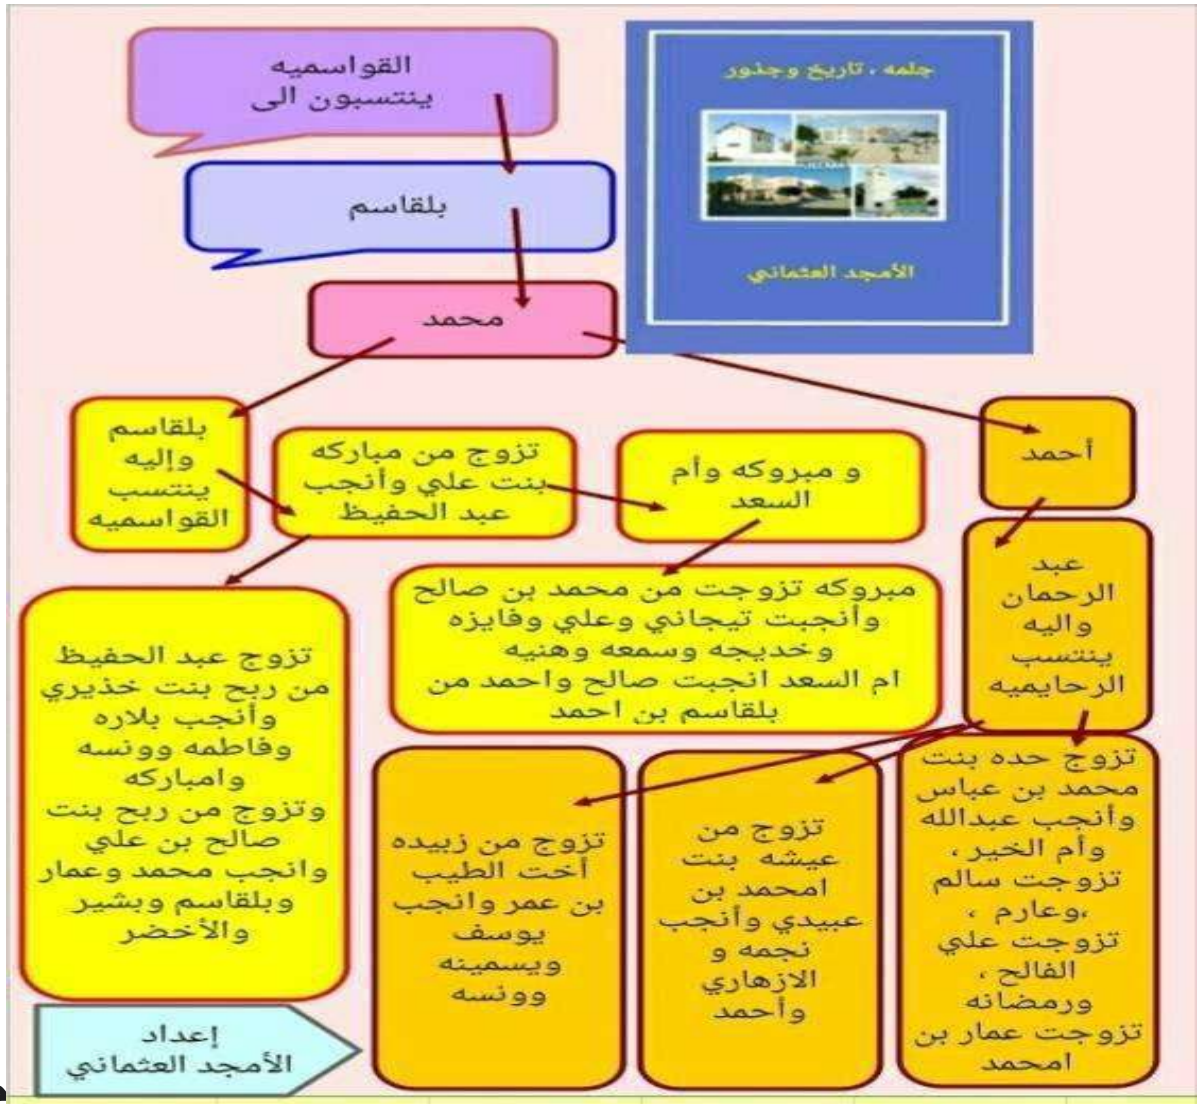 القواسميه
ينتسبون الى
جلمه ، تاريخ وجذور
الأمجد العثماني
بلقاسم
محمد
أحمد
بلقاسم
وإليه
ينتسب
القواسميه
تزوج من مباركه
بنت علي وأنجب
عبد الحفيظ
و مبروكه وأم
السعد
عبد
الرحمان
واليه
ينتسب
الرحايميه
مبروكه تزوجت من محمد بن صالح
وأنجبت تيجاني وعلي وفايزه
وخديجه وسمعه وهنيه
ام السعد انجبت صالح واحمد من
بلقاسم بن احمد
تزوج عبد الحفيظ
من ربح بنت خذيري
وأنجب بلاره
وفاطمه وونسه
وامباركه
وتزوج من ربح بنت
صالح بن علي
وانجب محمد وعمار
وبلقاسم وبشير
والأخضر
تزوج حده بنت
محمد بن عباس
وأنجب عبدالله
وأم الخير ،
تزوجت سالم
،وعارم ،
تزوجت علي
الفالح ،
ورمضانه
تزوجت عمار بن
امحمد
تزوج من
عيشه بنت
امحمد بن
عبيدي وأنجب
نجمه و
الازهاري
وأحمد
تزوج من زبيده
أخت الطيب
بن عمر وانجب
يوسف
ويسمينه
وونسه
إعداد
الأمجد العثماني